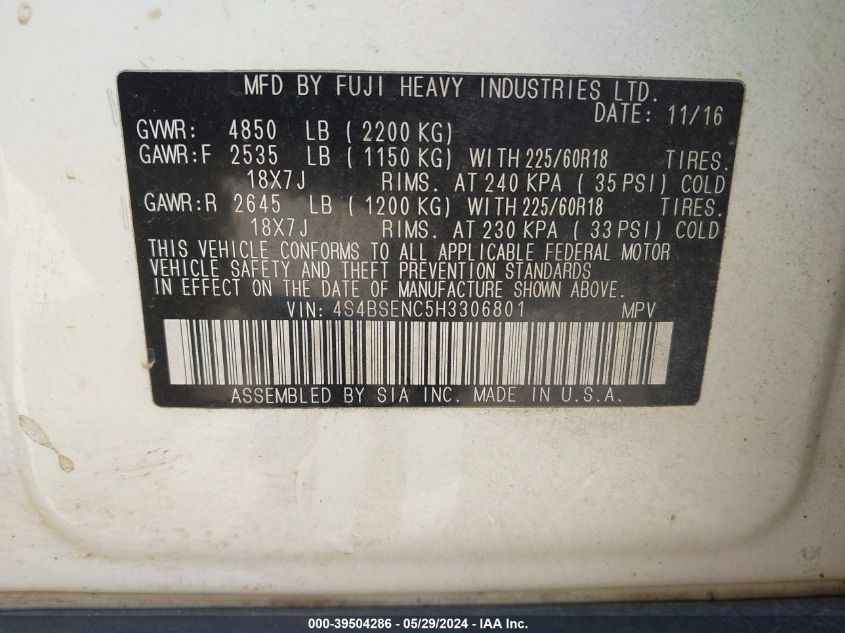 MFD BY FUJI HEAVY INDUSTRIES LTD.
DATE: 11/16
GVWR: 4850 LB ( 2200 KG)
GAWR:F 2535 LB ( 1150 KG) WITH 225/60R18 TIRES.
18X7J RIMS. AT 240 KPA ( 35 PSI) COLD
GAWR:R 2645 LB ( 1200 KG) WITH 225/60R18 TIRES.
18X7J RIMS. AT 230 KPA ( 33 PSI) COLD
THIS VEHICLE CONFORMS TO ALL APPLICABLE FEDERAL MOTOR
VEHICLE SAFETY AND THEFT PREVENTION STANDARDS
IN EFFECT ON THE DATE OF MANUFACTURE SHOWN ABOVE.
VIN: 4S4BSENC5H3306801 MPV
ASSEMBLED BY SIA INC. MADE IN U.S.A.
000-39504286 - 05/29/2024 - IAA Inc.